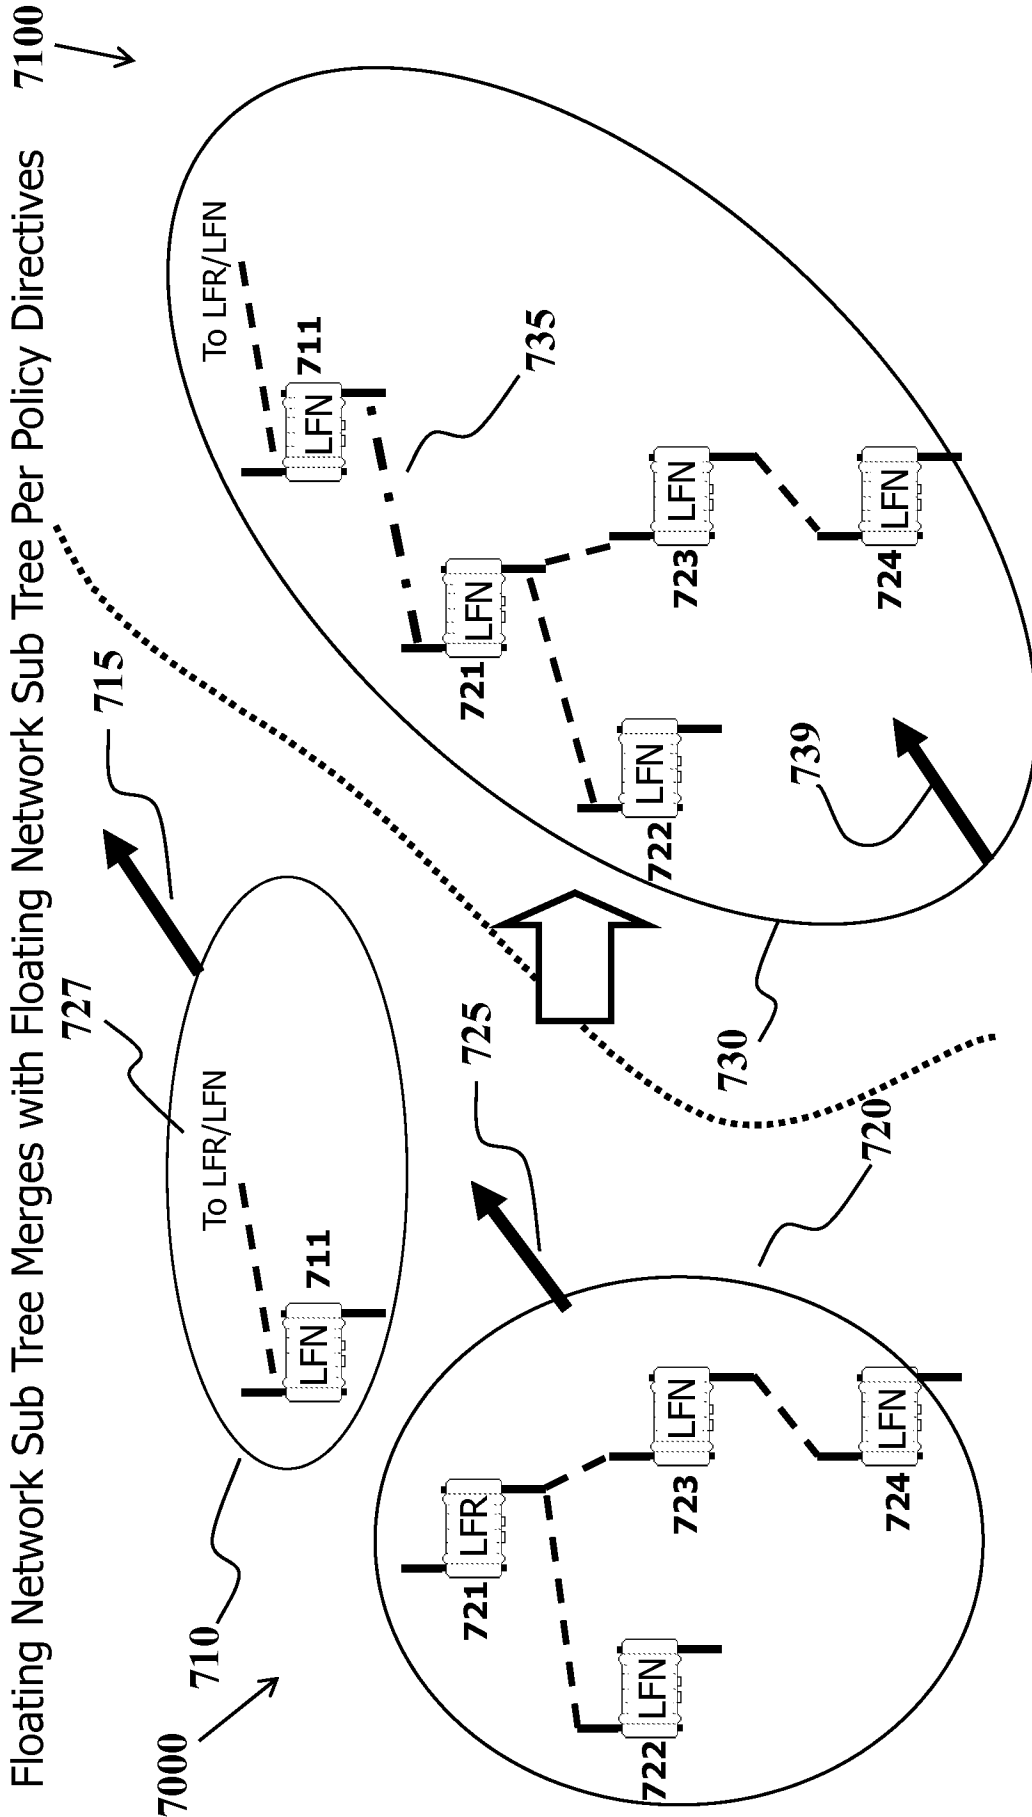 Floating Network Sub Tree Merges with Floating Network Sub Tree Per Policy Directives
7100
7000
710
727
715
To LFR/LFN
LFN
711
725
720
LFR
721
LFN
722
LFN
723
LFN
724
730
735
739
To LFR/LFN
LFN
711
LFN
721
LFN
722
LFN
723
LFN
724